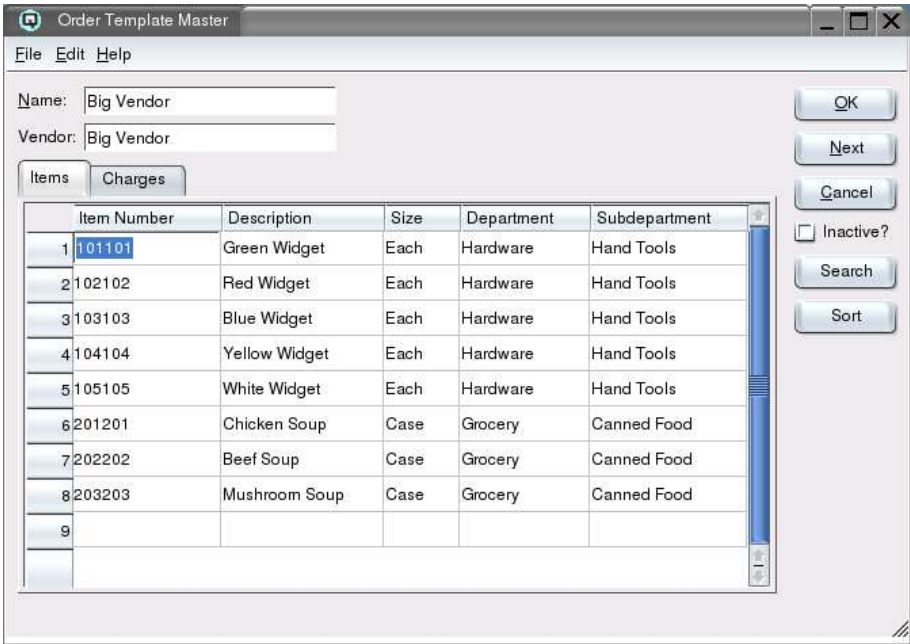 Order Template Master
File Edit Help
Name: Big Vendor
Vendor: Big Vendor
OK
Next
Cancel
Inactive?
Search
Sort
Items Charges
Item Number Description Size Department Subdepartment
1 101101 Green Widget Each Hardware Hand Tools
2 102102 Red Widget Each Hardware Hand Tools
3 103103 Blue Widget Each Hardware Hand Tools
4 104104 Yellow Widget Each Hardware Hand Tools
5 105105 White Widget Each Hardware Hand Tools
6 201201 Chicken Soup Case Grocery Canned Food
7 202202 Beef Soup Case Grocery Canned Food
8 203203 Mushroom Soup Case Grocery Canned Food
9